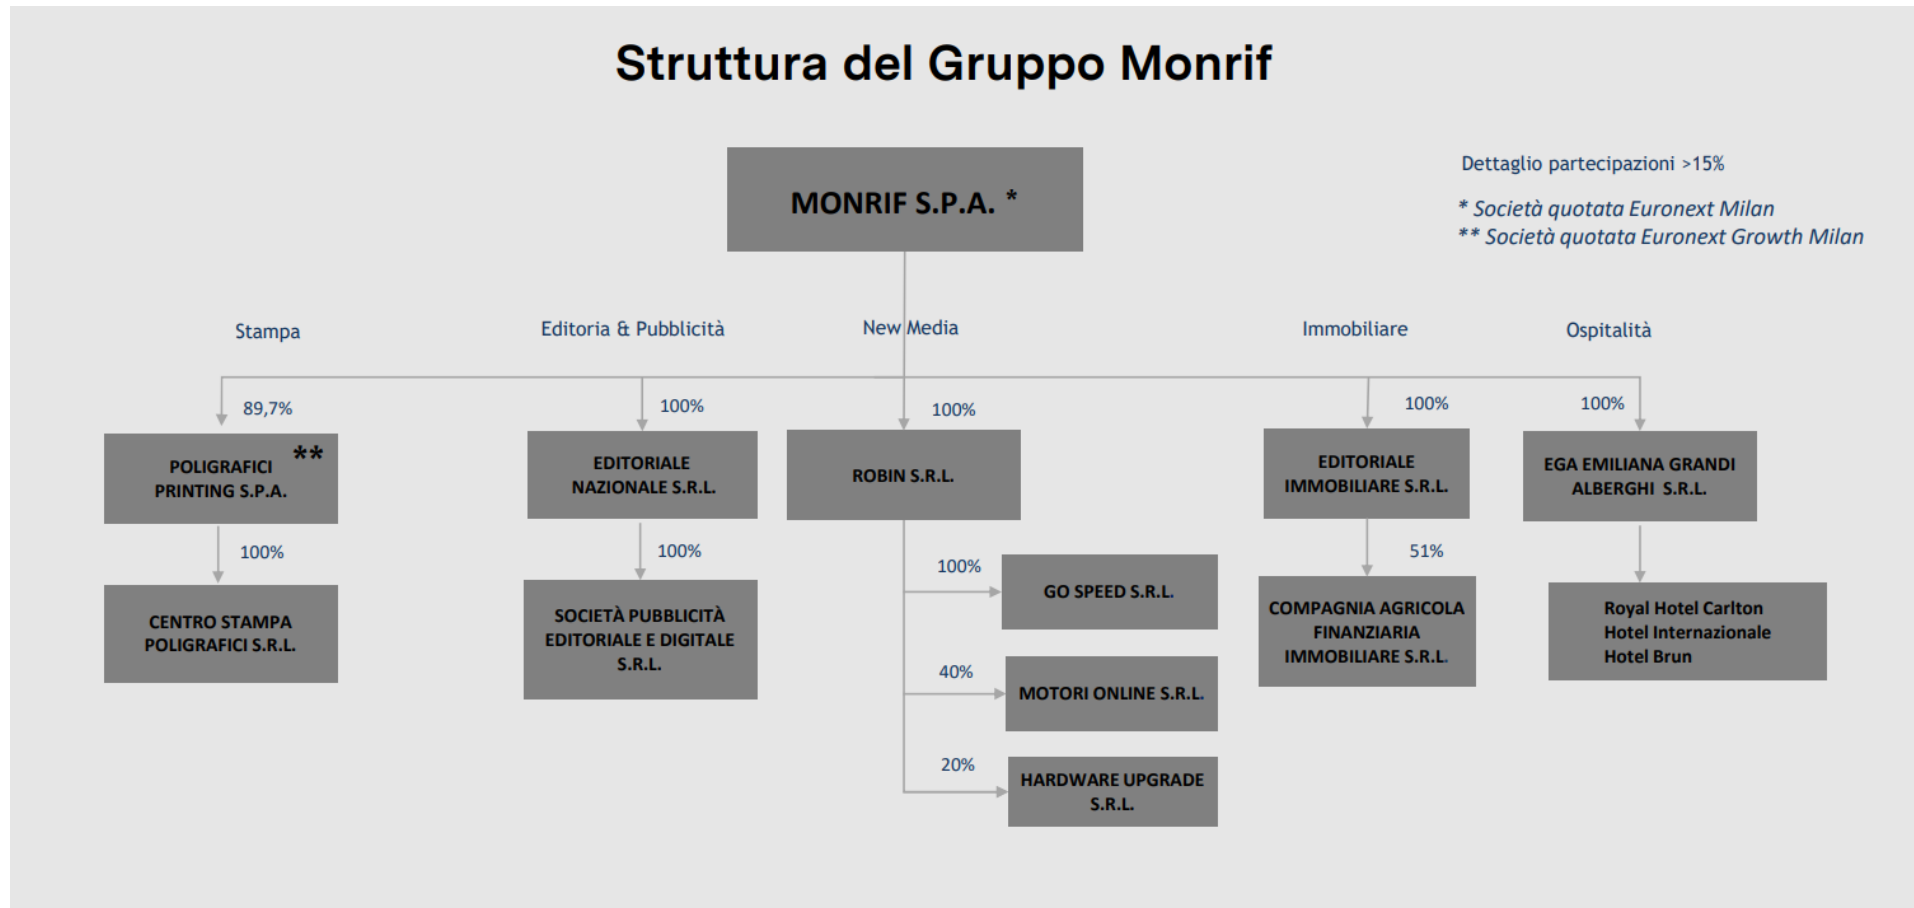 Struttura del Gruppo Monrif
MONRIF S.P.A. *
Dettaglio partecipazioni >15%
* Società quotata Euronext Milan
** Società quotata Euronext Growth Milan
Stampa
Editoria & Pubblicità
New Media
Immobiliare
Ospitalità
89,7%
100%
100%
100%
100%
POLIGRAFICI **
PRINTING S.P.A.
EDITORIALE
NAZIONALE S.R.L.
ROBIN S.R.L.
EDITORIALE
IMMOBILIARE S.R.L.
EGA EMILIANA GRANDI
ALBERGHI S.R.L.
100%
100%
100%
51%
CENTRO STAMPA
POLIGRAFICI S.R.L.
SOCIETÀ PUBBLICITÀ
EDITORIALE E DIGITALE
S.R.L.
GO SPEED S.R.L.
40%
MOTORI ONLINE S.R.L.
20%
HARDWARE UPGRADE
S.R.L.
COMPAGNIA AGRICOLA
FINANZIARIA
IMMOBILIARE S.R.L.
Royal Hotel Carlton
Hotel Internazionale
Hotel Brun